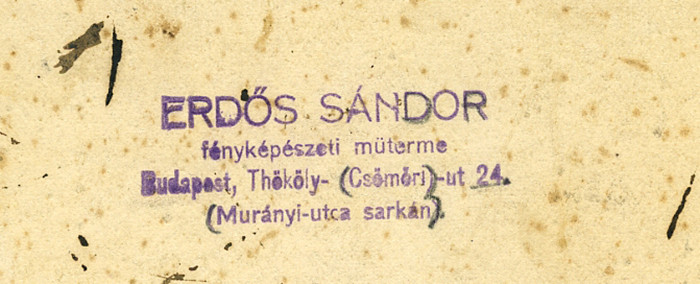 ERDŐS SÁNDOR
fényképészeti műterme
Budapest, Thököly- (Csömöri)-ut 24.
(Murányi-utca sarkán).